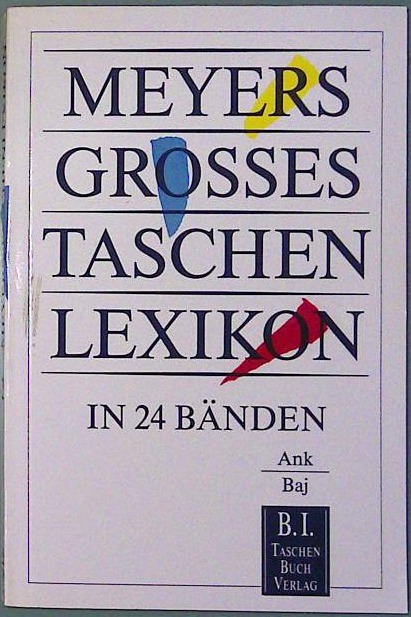 MEYERS
GROSSES
TASCHEN
LEXIKON
IN 24 BÄNDEN
Ank
Baj
B.I.
TASCHEN
BUCH
VERLAG